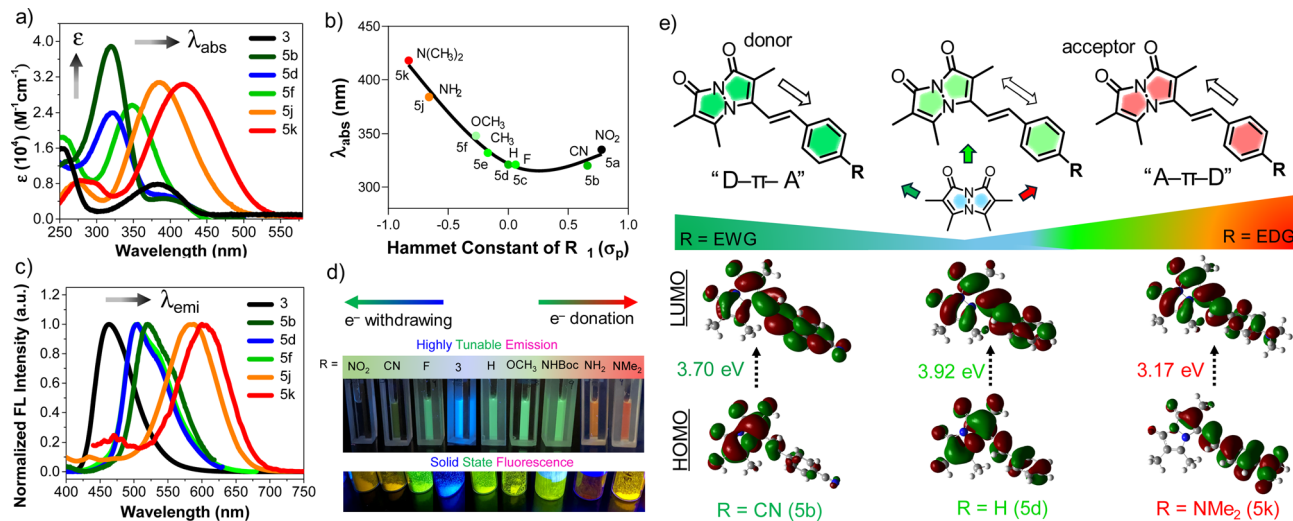 a)
ε
λabs
3
5b
5d
5f
5j
5k
ε (10⁴) (M⁻¹cm⁻¹)
4.0
3.2
2.4
1.6
0.8
0.0
250 300 350 400 450 500 550
Wavelength (nm)
b)
λabs (nm)
450
400
350
300
N(CH₃)₂
5k
NH₂
5j
OCH₃
5f
CH₃
5e
H
5d
F
5c
CN
5b
NO₂
5a
-1.0 -0.5 0.0 0.5 1.0
Hammet Constant of R₁ (σp)
c)
λemi
3
5b
5d
5f
5j
5k
Normalized FL Intensity (a.u.)
1.0
0.8
0.6
0.4
0.2
0.0
400 450 500 550 600 650 700 750
Wavelength (nm)
d)
e⁻ withdrawing
e⁻ donation
Highly Tunable Emission
R = NO₂ CN F 3 H OCH₃ NHBoc NH₂ NMe₂
Solid State Fluorescence
e)
donor
acceptor
O O N N R
O O N N R
O O N N R
"D–π– A"
"A–π–D"
O O N N
R = EWG
R = EDG
LUMO
3.70 eV
3.92 eV
3.17 eV
HOMO
R = CN (5b)
R = H (5d)
R = NMe₂ (5k)